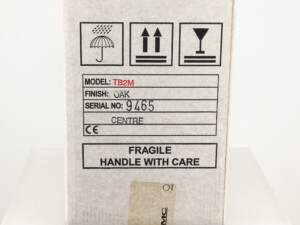 MODEL: TB2M
FINISH: OAK
SERIAL NO: 9465
CENTRE
CE
FRAGILE
HANDLE WITH CARE